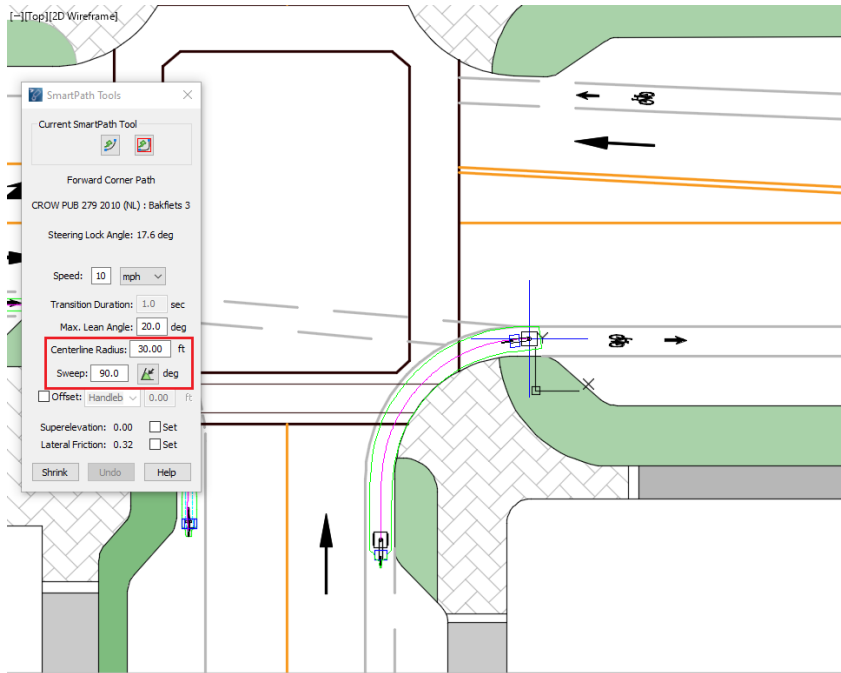 [−][Top][2D Wireframe]
SmartPath Tools
Current SmartPath Tool
Forward Corner Path
CROW PUB 279 2010 (NL) : Bakfiets 3
Steering Lock Angle: 17.6 deg
Speed: 10 mph
Transition Duration: 1.0 sec
Max. Lean Angle: 20.0 deg
Centerline Radius: 30.00 ft
Sweep: 90.0 deg
Offset: Handleb 0.00 ft
Superelevation: 0.00 Set
Lateral Friction: 0.32 Set
Shrink Undo Help
Y
X